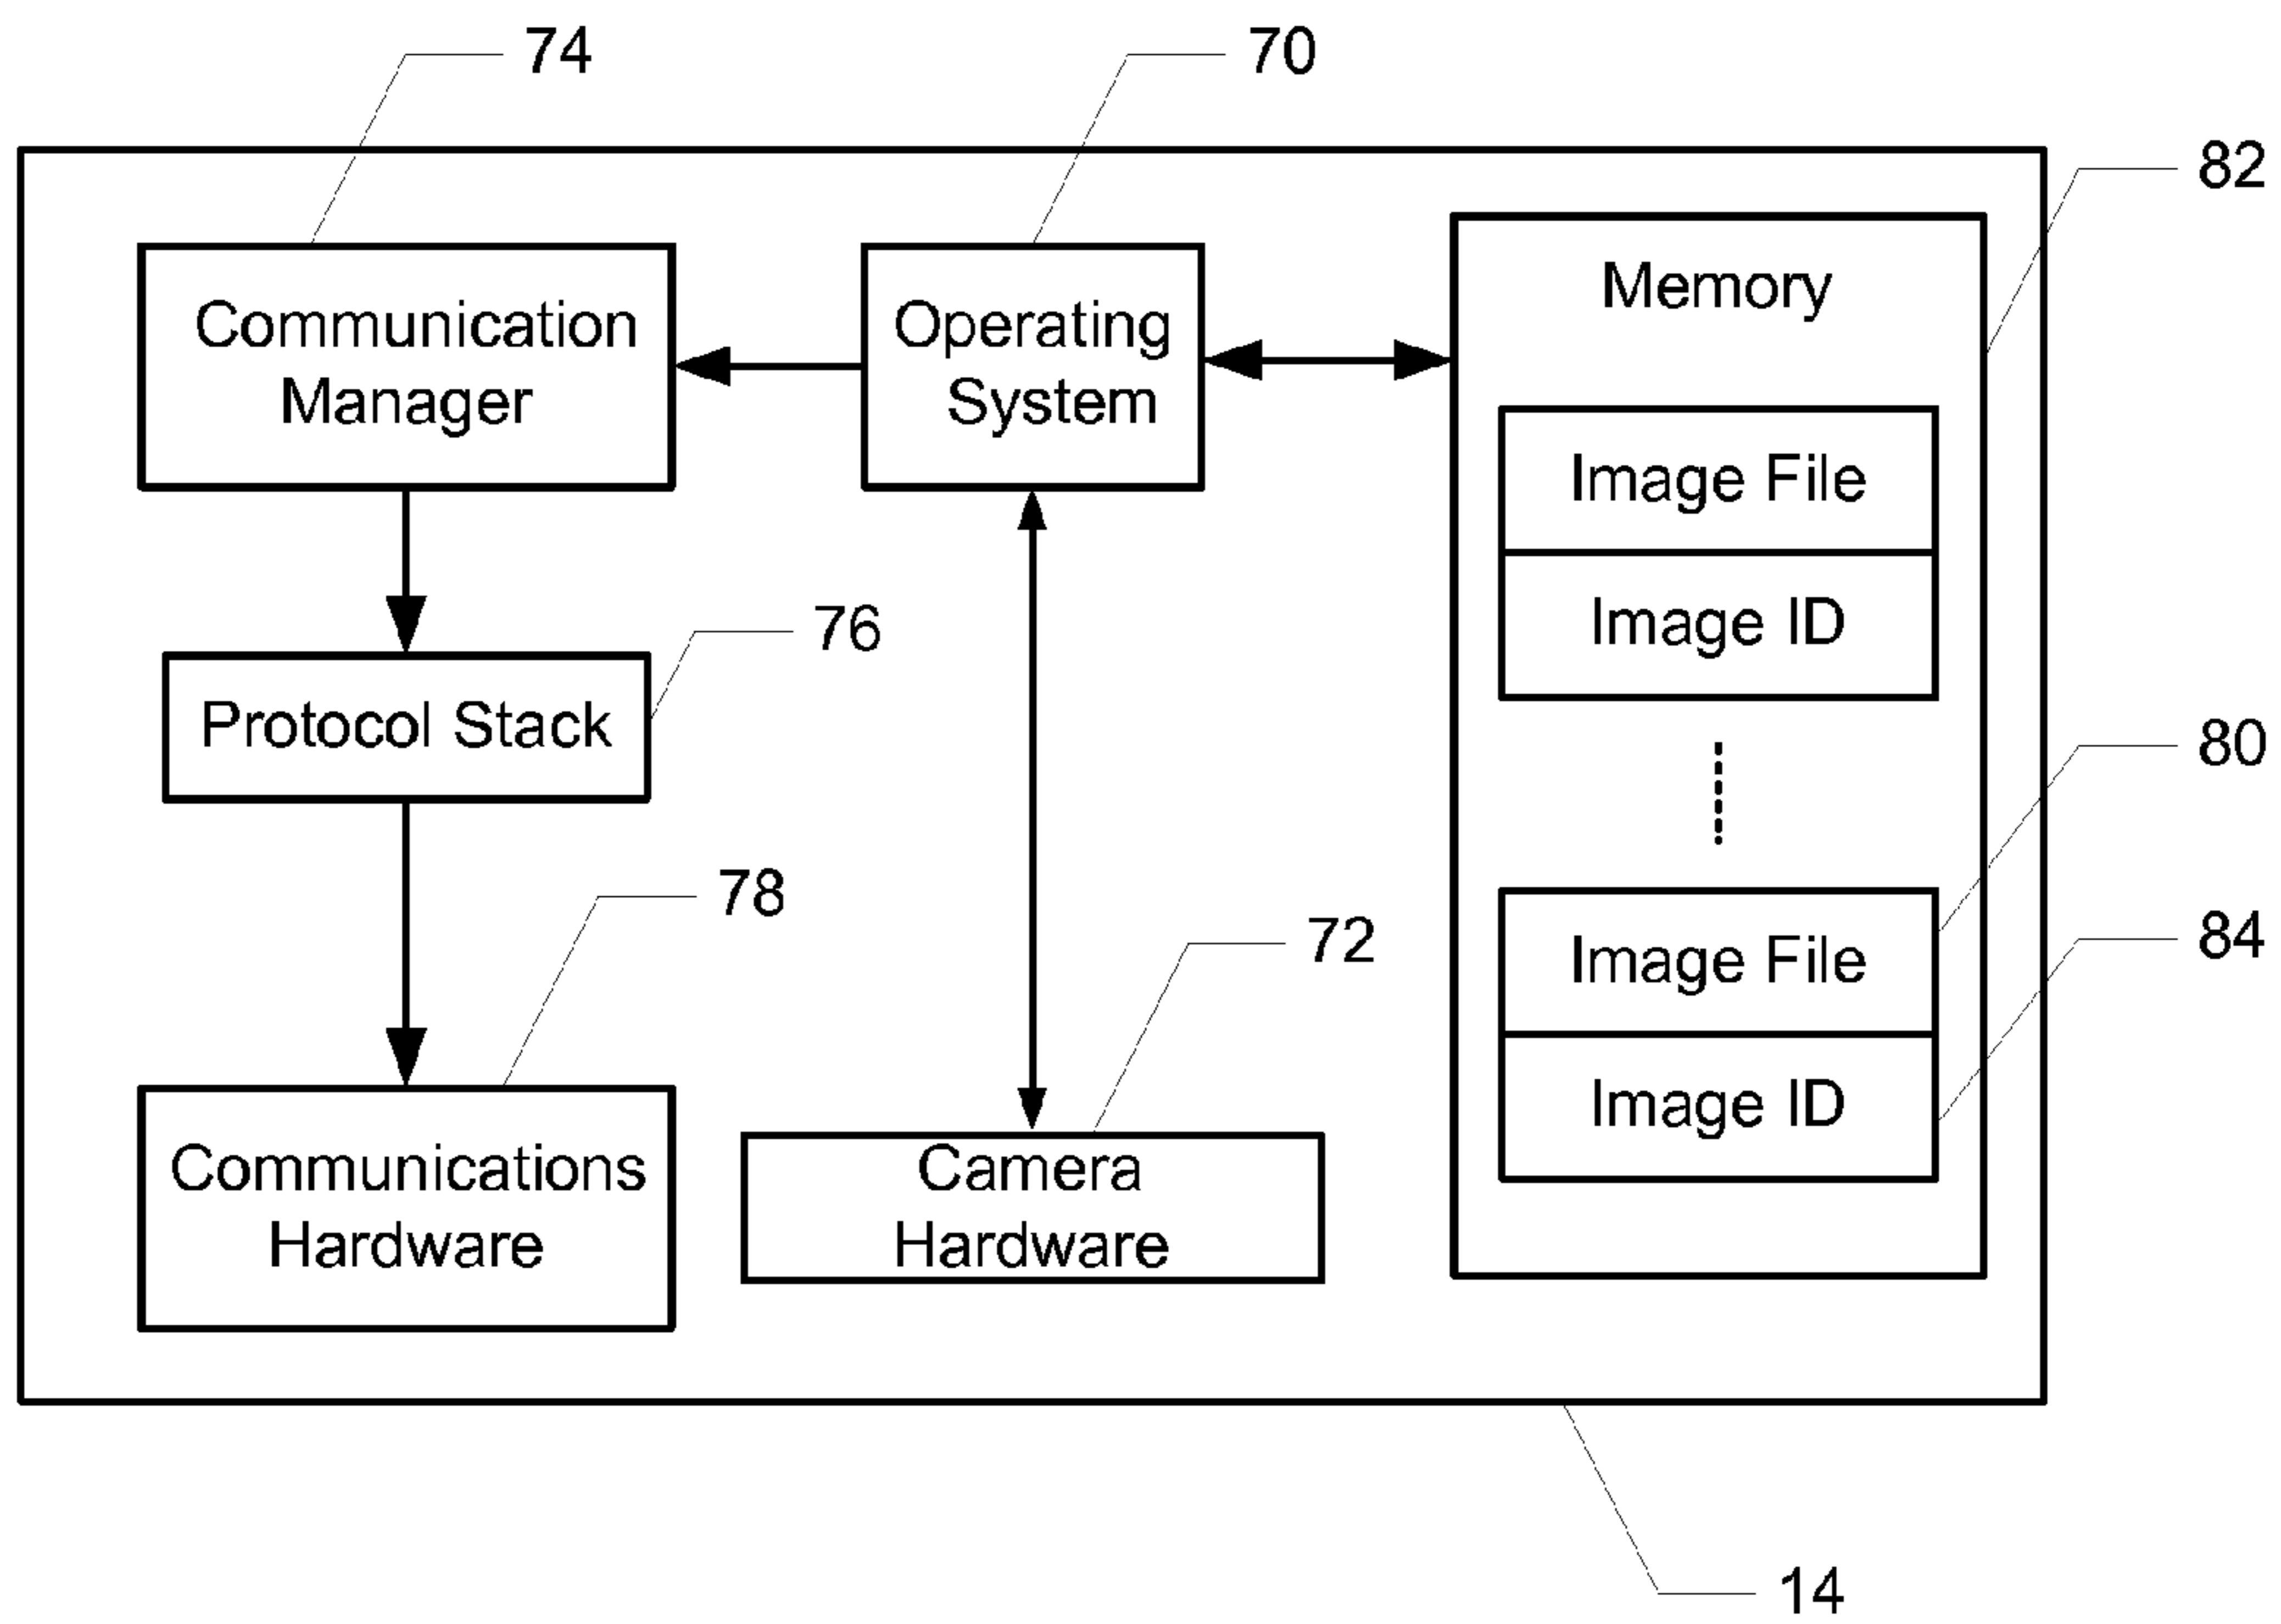 74
70
82
Communication
Manager
Operating
System
Memory
Image File
Image ID
76
Protocol Stack
80
78
72
84
Image File
Image ID
Communications
Hardware
Camera
Hardware
14